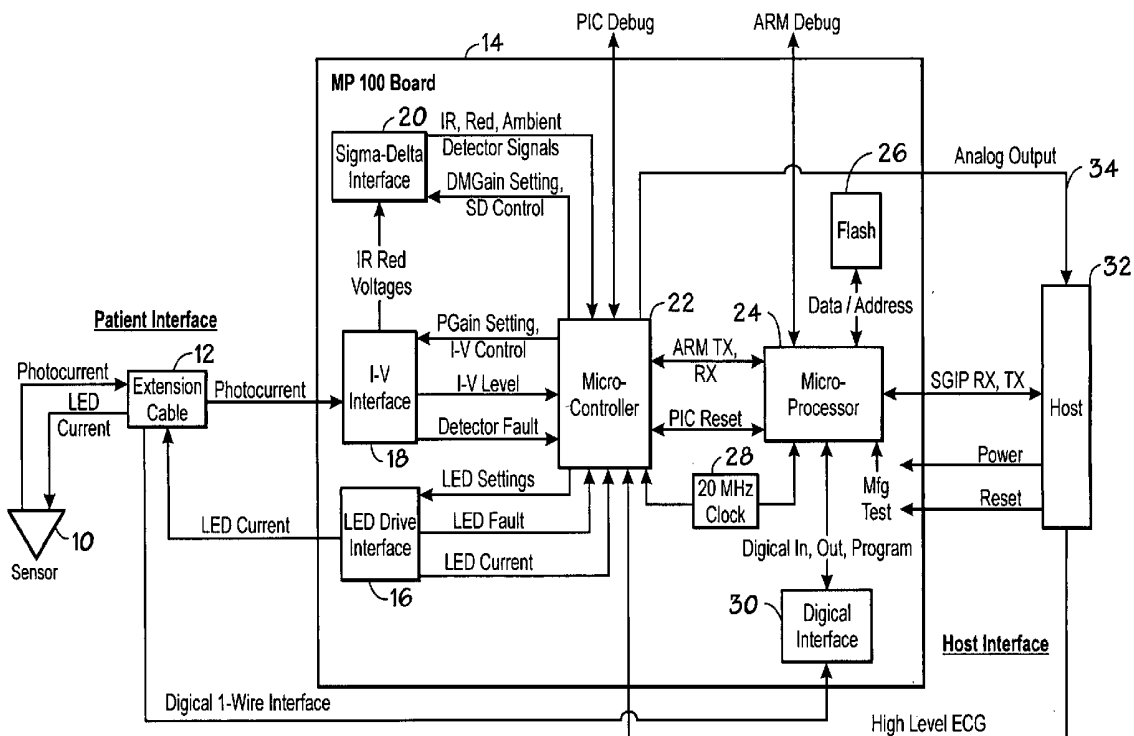 PIC Debug
ARM Debug
14
MP 100 Board
20
Sigma-Delta
Interface
IR, Red, Ambient
Detector Signals
DMGain Setting,
SD Control
26
Flash
Analog Output
34
32
IR Red
Voltages
Data / Address
Patient Interface
12
Photocurrent
Extension
Cable
LED
Current
Photocurrent
I-V
Interface
18
PGain Setting,
I-V Control
I-V Level
Detector Fault
22
Micro-
Controller
ARM TX,
RX
PIC Reset
24
Micro-
Processor
SGIP RX, TX
Host
Power
Reset
Mfg
Test
28
20 MHz
Clock
LED Settings
LED Fault
LED Current
LED Drive
Interface
16
LED Current
10
Sensor
Digical In, Out, Program
30
Digical
Interface
Host Interface
Digical 1-Wire Interface
High Level ECG